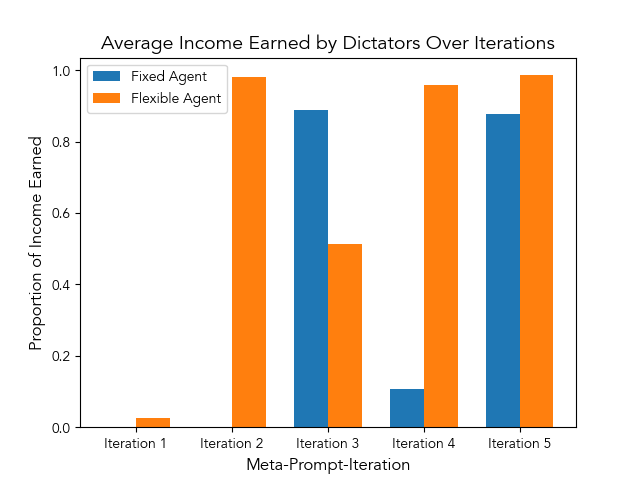 Average Income Earned by Dictators Over Iterations
Fixed Agent
Flexible Agent
1.0
0.8
0.6
0.4
0.2
0.0
Proportion of Income Earned
Iteration 1
Iteration 2
Iteration 3
Iteration 4
Iteration 5
Meta-Prompt-Iteration